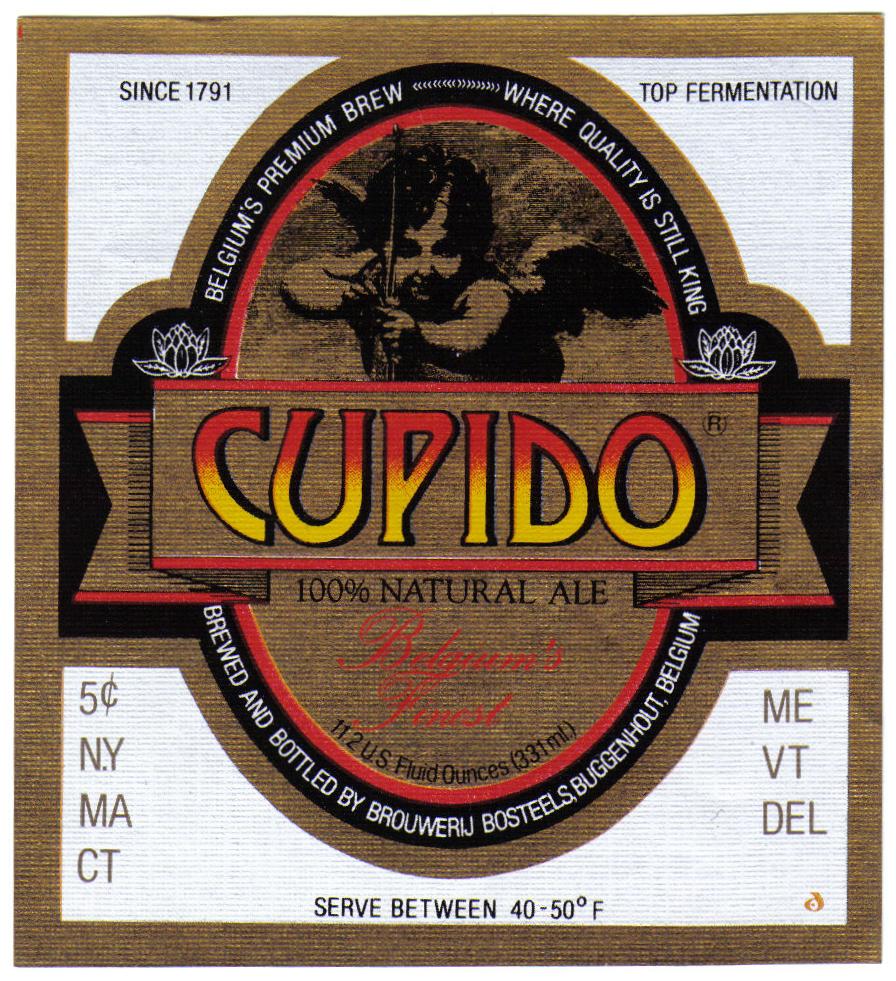 SINCE 1791
TOP FERMENTATION
BELGIUM'S PREMIUM BREW «««««»»»»» WHERE QUALITY IS STILL KING
CUPIDO®
100% NATURAL ALE
Belgium's
Finest
11.2 U.S. Fluid Ounces (331 ml.)
BREWED AND BOTTLED BY BROUWERIJ BOSTEELS, BUGGENHOUT, BELGIUM
5¢
N.Y
MA
CT
ME
VT
DEL
SERVE BETWEEN 40-50° F